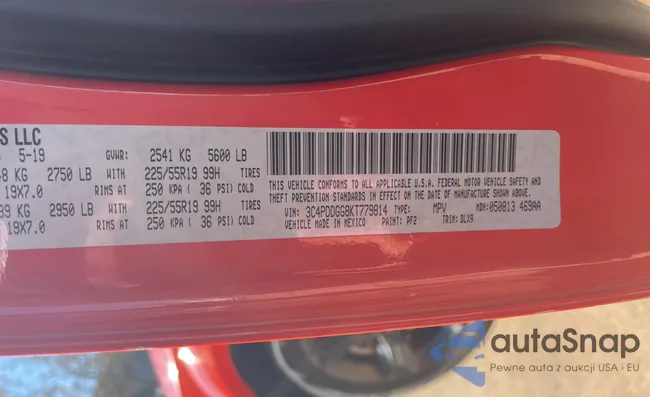 S LLC
5-19 GVWR: 2541 KG 5600 LB
KG 2750 LB WITH 225/55R19 99H TIRES
19X7.0 RIMS AT 250 KPA ( 36 PSI) COLD
39 KG 2950 LB WITH 225/55R19 99H TIRES
19X7.0 RIMS AT 250 KPA ( 36 PSI) COLD
THIS VEHICLE CONFORMS TO ALL APPLICABLE U.S.A. FEDERAL MOTOR VEHICLE SAFETY AND
THEFT PREVENTION STANDARDS IN EFFECT ON THE DATE OF MANUFACTURE SHOWN ABOVE.
VIN: 3C4PDDGG8KT779814 TYPE: MPV MDH: 050813 469AA
VEHICLE MADE IN MEXICO PAINT: PF2 TRIM: DLX9
autaSnap
Pewne auta z aukcji USA i EU